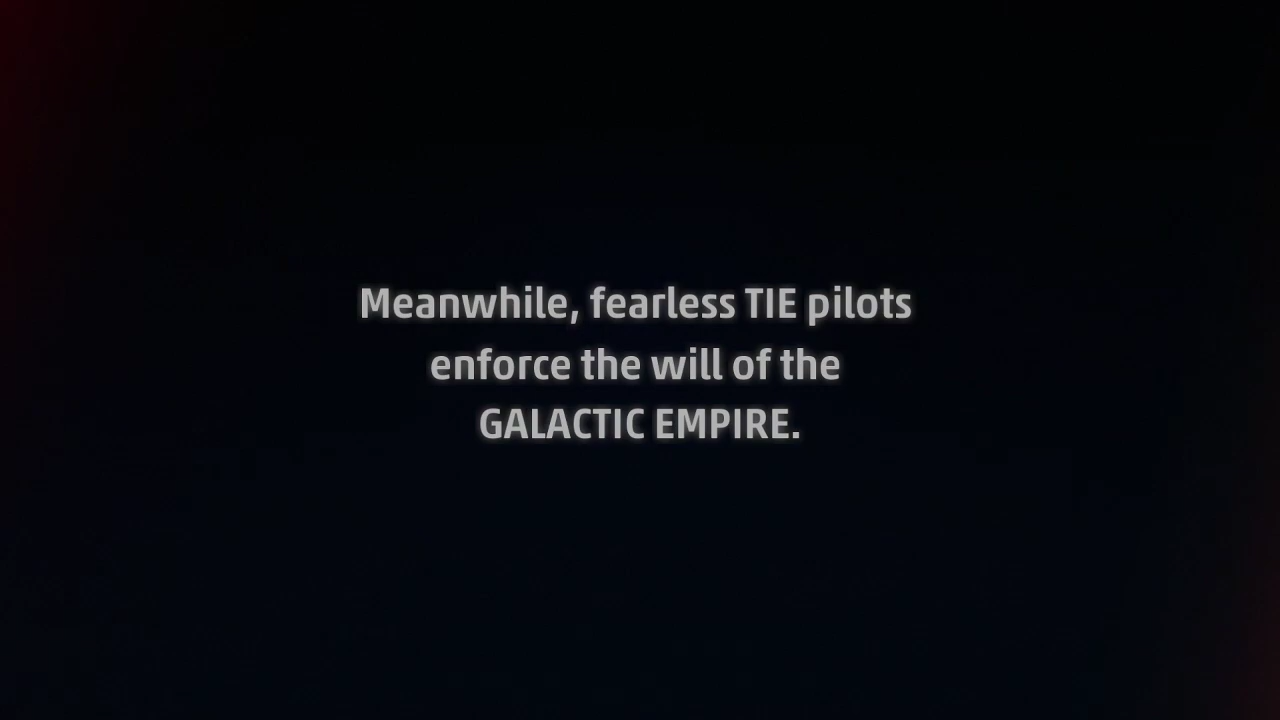 Meanwhile, fearless TIE pilots
enforce the will of the
GALACTIC EMPIRE.